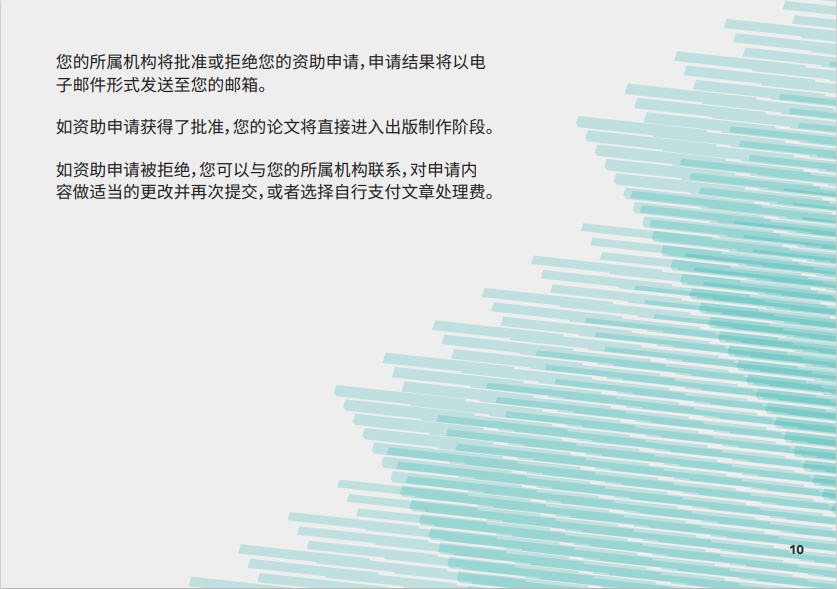 您的所属机构将批准或拒绝您的资助申请，申请结果将以电
子邮件形式发送至您的邮箱。
如资助申请获得了批准，您的论文将直接进入出版制作阶段。
如资助申请被拒绝，您可以与您的所属机构联系，对申请内
容做适当的更改并再次提交，或者选择自行支付文章处理费。
10